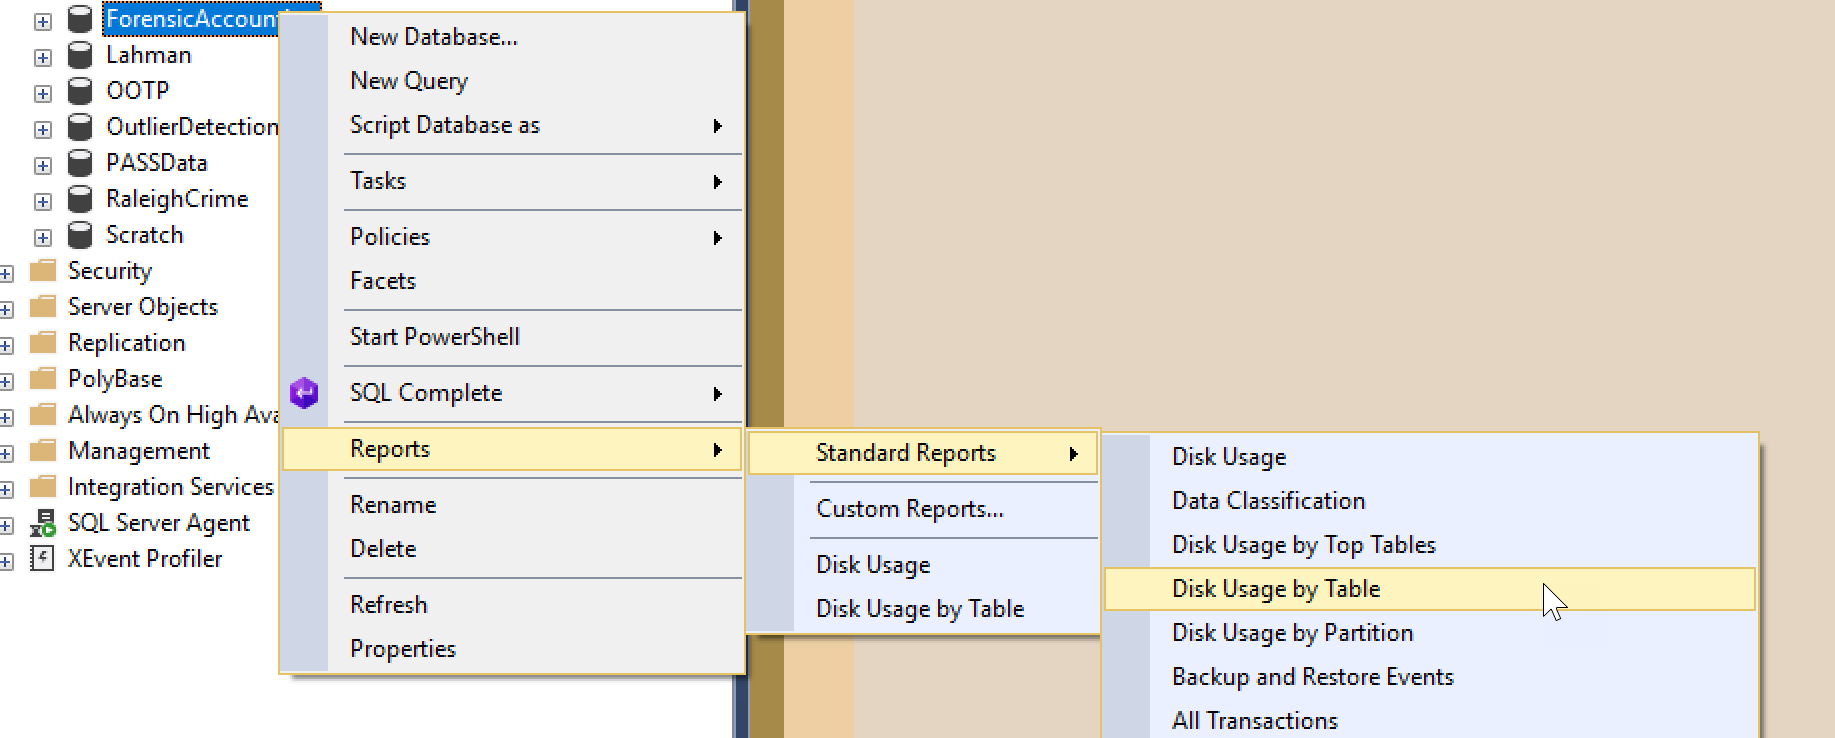 ForensicAccoun
Lahman
OOTP
OutlierDetection
PASSData
RaleighCrime
Scratch
Security
Server Objects
Replication
PolyBase
Always On High Ava
Management
Integration Services
SQL Server Agent
XEvent Profiler
New Database...
New Query
Script Database as
Tasks
Policies
Facets
Start PowerShell
SQL Complete
Reports
Rename
Delete
Refresh
Properties
Standard Reports
Custom Reports...
Disk Usage
Disk Usage by Table
Disk Usage
Data Classification
Disk Usage by Top Tables
Disk Usage by Table
Disk Usage by Partition
Backup and Restore Events
All Transactions